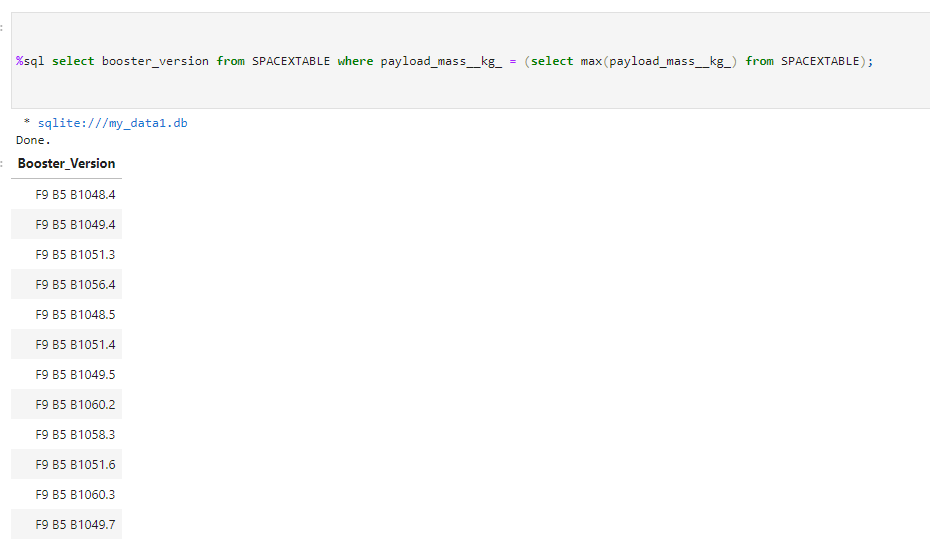 %sql select booster_version from SPACEXTABLE where payload_mass__kg_ = (select max(payload_mass__kg_) from SPACEXTABLE);
* sqlite:///my_data1.db
Done.
Booster_Version
F9 B5 B1048.4
F9 B5 B1049.4
F9 B5 B1051.3
F9 B5 B1056.4
F9 B5 B1048.5
F9 B5 B1051.4
F9 B5 B1049.5
F9 B5 B1060.2
F9 B5 B1058.3
F9 B5 B1051.6
F9 B5 B1060.3
F9 B5 B1049.7